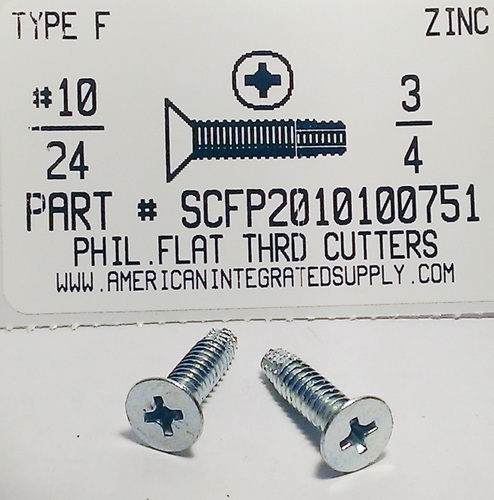 TYPE F
ZINC
#10
24
3
4
PART # SCFP2010100751
PHIL.FLAT THRD CUTTERS
WWW.AMERICANINTEGRATEDSUPPLY.COM